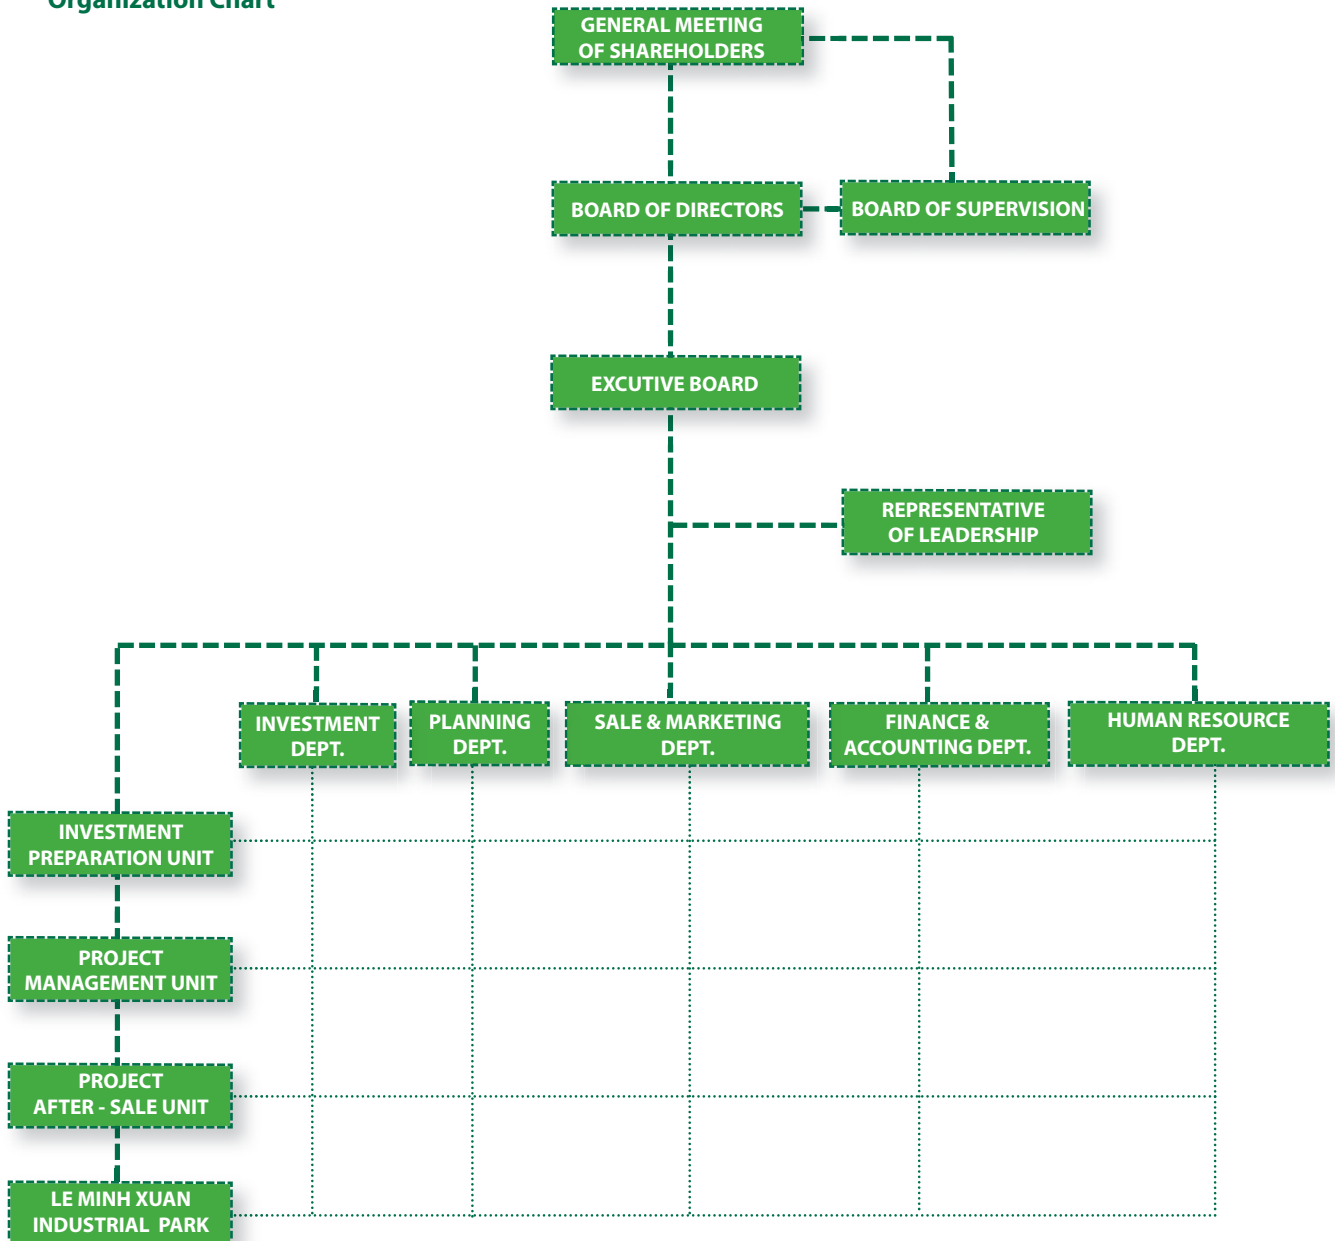 Organization Chart
GENERAL MEETING
OF SHAREHOLDERS
BOARD OF DIRECTORS
BOARD OF SUPERVISION
EXCUTIVE BOARD
REPRESENTATIVE
OF LEADERSHIP
INVESTMENT
DEPT.
PLANNING
DEPT.
SALE & MARKETING
DEPT.
FINANCE &
ACCOUNTING DEPT.
HUMAN RESOURCE
DEPT.
INVESTMENT
PREPARATION UNIT
PROJECT
MANAGEMENT UNIT
PROJECT
AFTER - SALE UNIT
LE MINH XUAN
INDUSTRIAL PARK